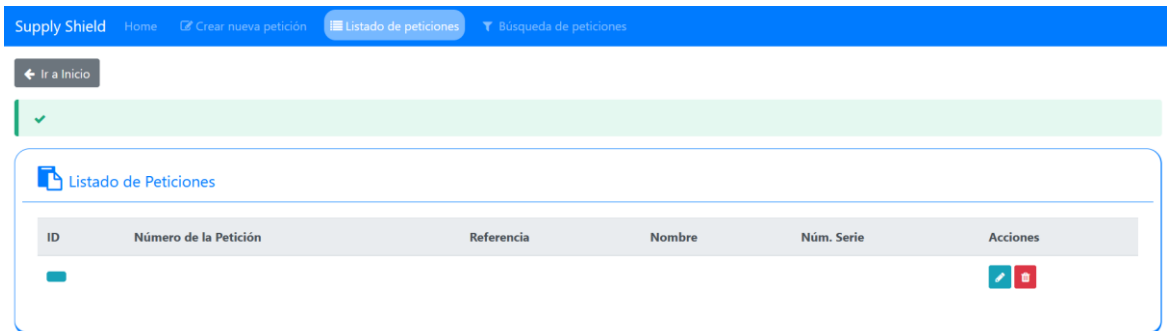 Supply Shield Home Crear nueva petición Listado de peticiones Búsqueda de peticiones
Ir a Inicio
Listado de Peticiones
ID Número de la Petición Referencia Nombre Núm. Serie Acciones